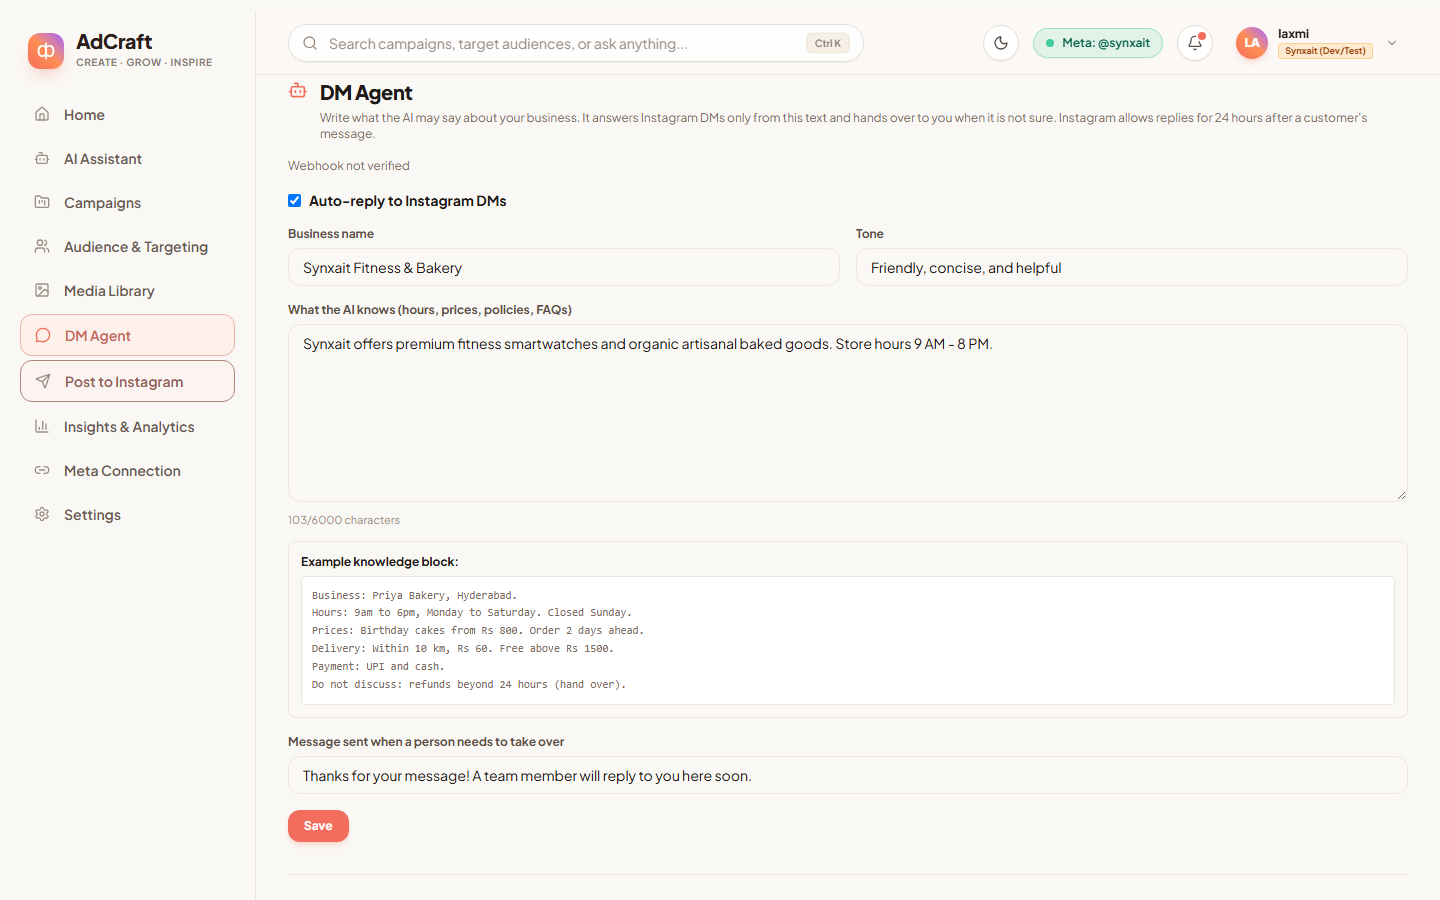 AdCraft
CREATE · GROW · INSPIRE
Home
AI Assistant
Campaigns
Audience & Targeting
Media Library
DM Agent
Post to Instagram
Insights & Analytics
Meta Connection
Settings
Search campaigns, target audiences, or ask anything...
Ctrl K
Meta: @synxait
LA
laxmi
Synxait (Dev/Test)
DM Agent
Write what the AI may say about your business. It answers Instagram DMs only from this text and hands over to you when it is not sure. Instagram allows replies for 24 hours after a customer's
message.
Webhook not verified
Auto-reply to Instagram DMs
Business name
Synxait Fitness & Bakery
Tone
Friendly, concise, and helpful
What the AI knows (hours, prices, policies, FAQs)
Synxait offers premium fitness smartwatches and organic artisanal baked goods. Store hours 9 AM - 8 PM.
103/6000 characters
Example knowledge block:
Business: Priya Bakery, Hyderabad.
Hours: 9am to 6pm, Monday to Saturday. Closed Sunday.
Prices: Birthday cakes from Rs 800. Order 2 days ahead.
Delivery: Within 10 km, Rs 60. Free above Rs 1500.
Payment: UPI and cash.
Do not discuss: refunds beyond 24 hours (hand over).
Message sent when a person needs to take over
Thanks for your message! A team member will reply to you here soon.
Save